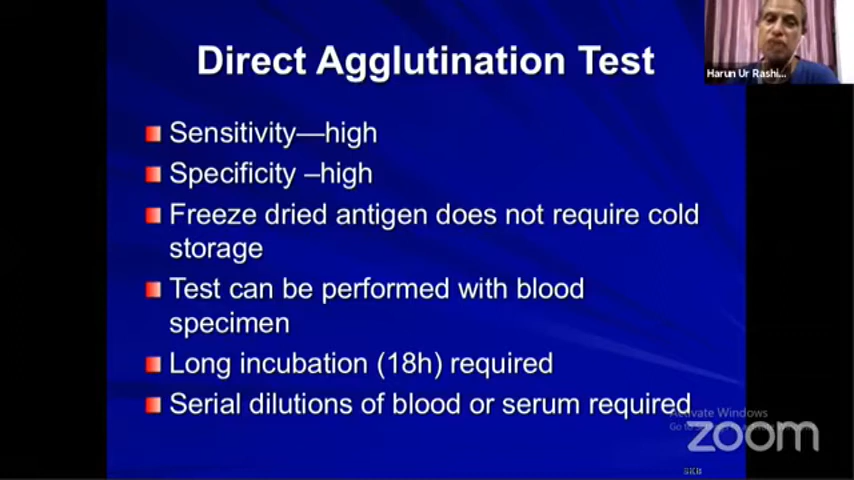 Direct Agglutination Test
Harun Ur Rashi...
Sensitivity—high
Specificity –high
Freeze dried antigen does not require cold
storage
Test can be performed with blood
specimen
Long incubation (18h) required
Serial dilutions of blood or serum required
Activate Windows
zoom
SKB